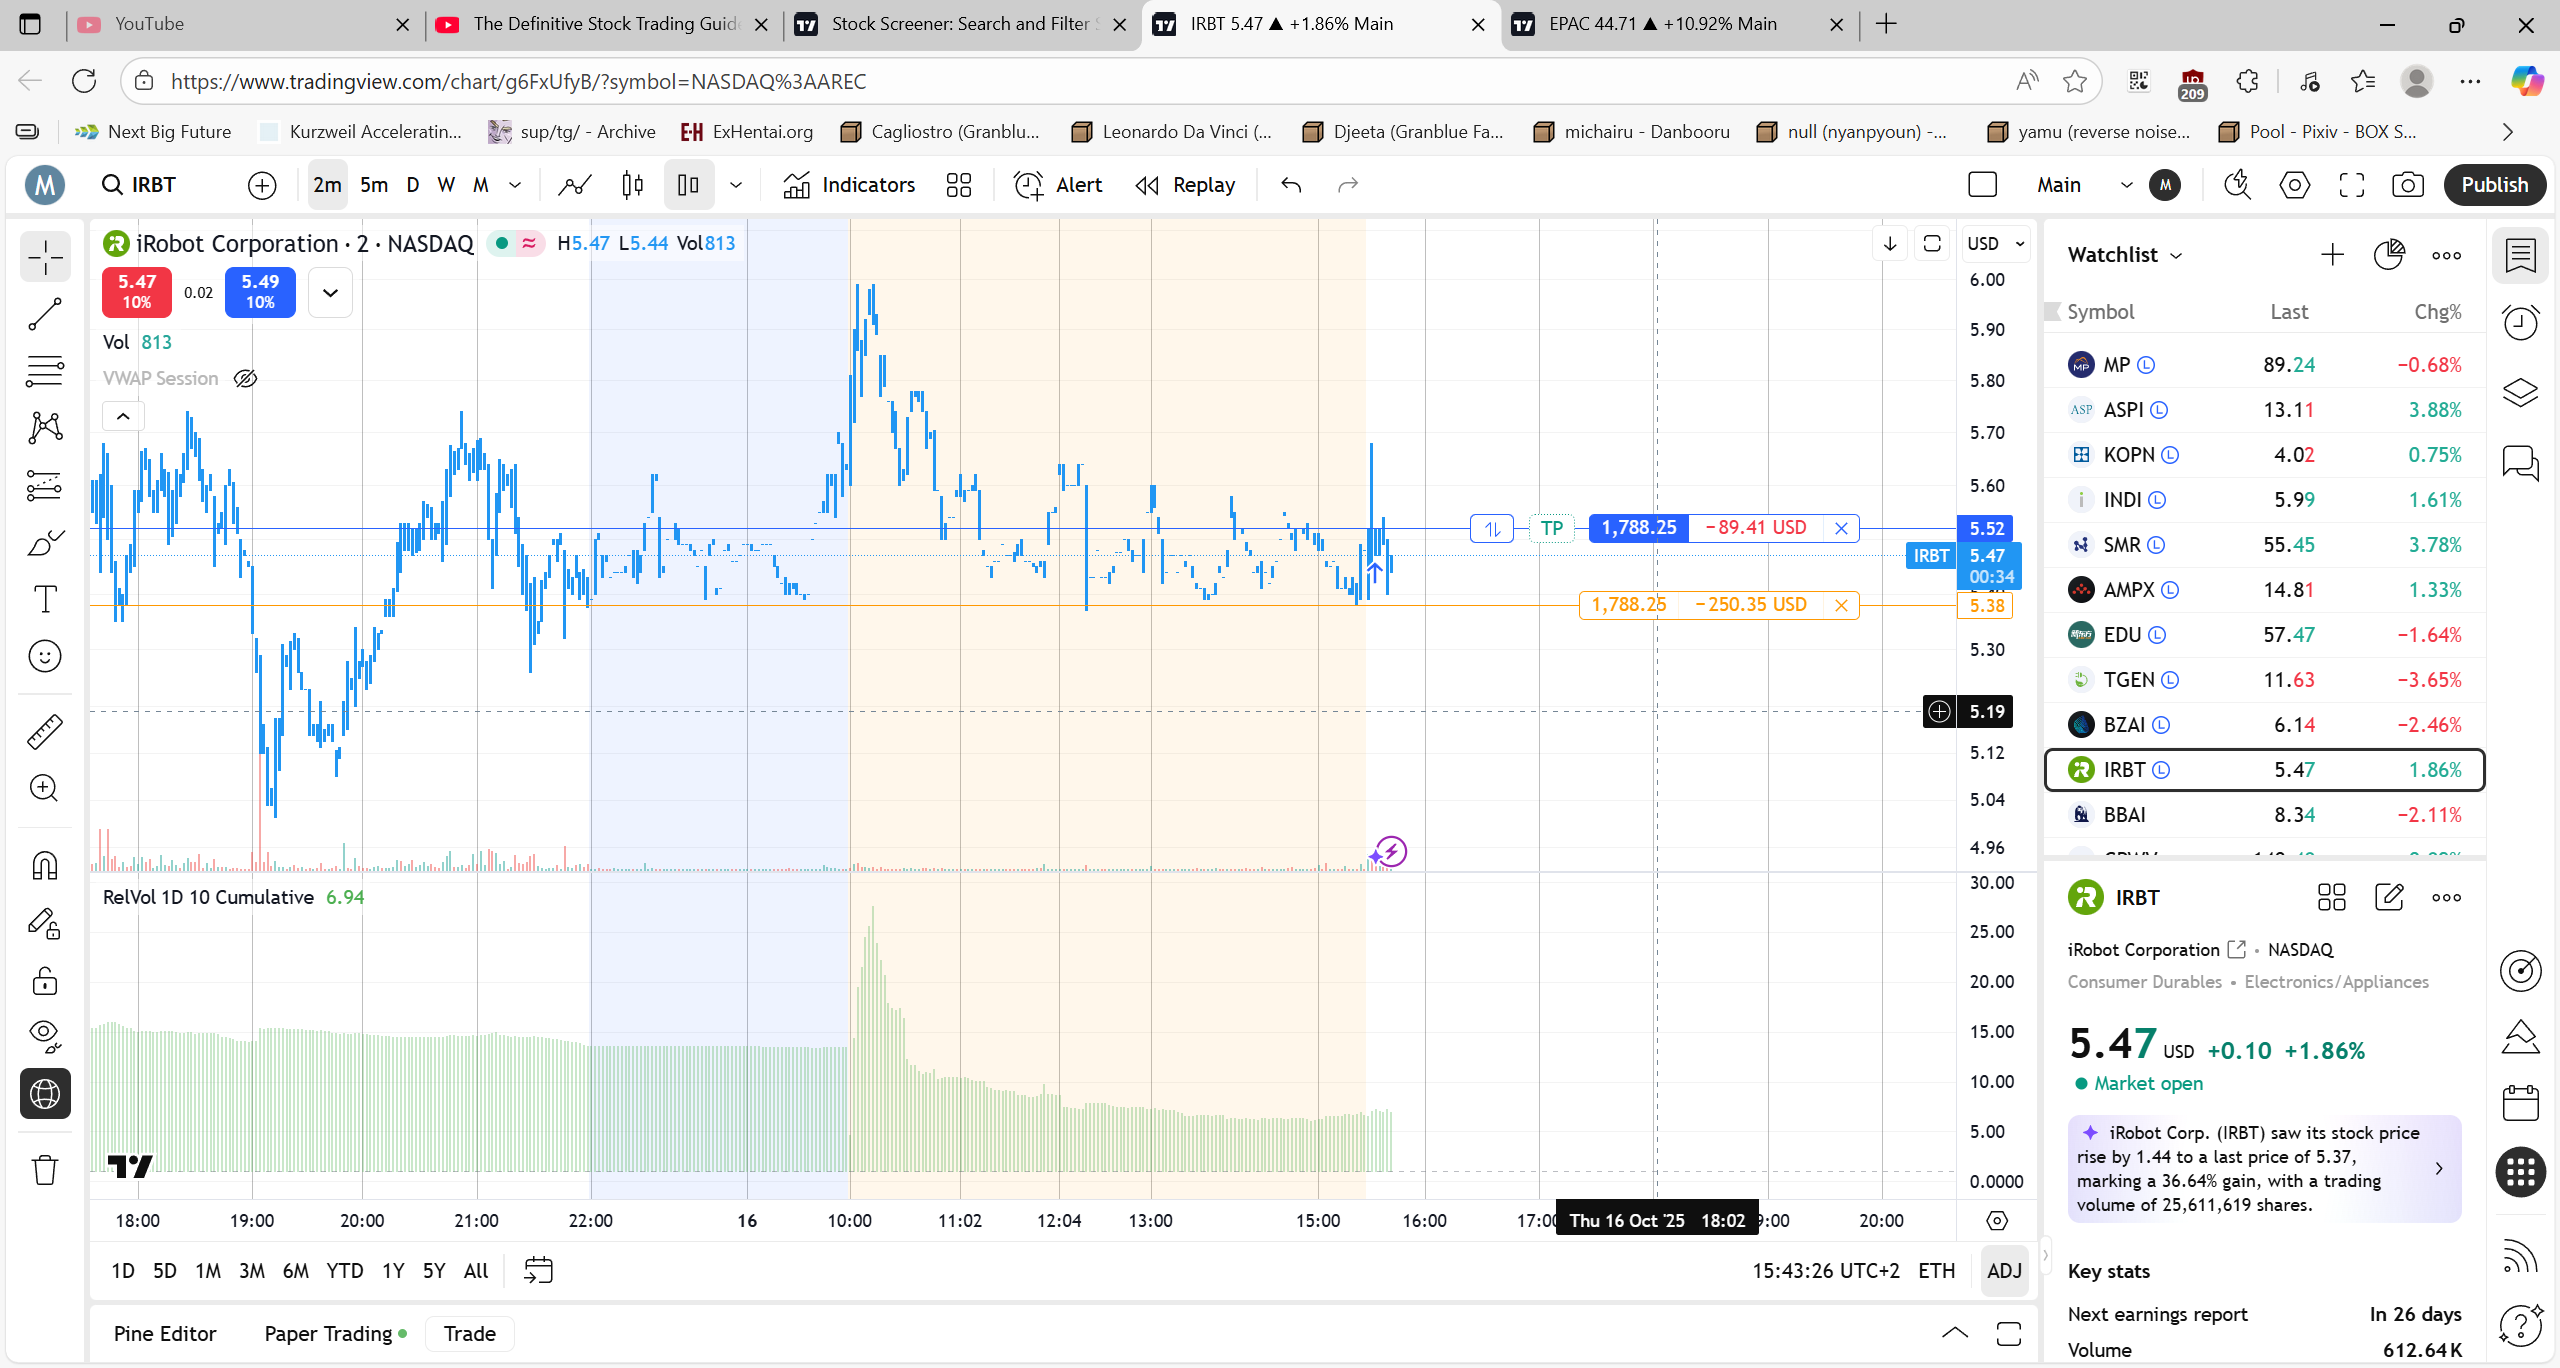 YouTube
The Definitive Stock Trading Guid
Stock Screener: Search and Filter S
IRBT 5.47 ▲ +1.86% Main
EPAC 44.71 ▲ +10.92% Main
https://www.tradingview.com/chart/g6FxUfyB/?symbol=NASDAQ%3AAREC
209
Next Big Future
Kurzweil Acceleratin...
sup/tg/ - Archive
ExHentai.org
Cagliostro (Granblu...
Leonardo Da Vinci (...
Djeeta (Granblue Fa...
michairu - Danbooru
null (nyanpyoun) -...
yamu (reverse noise...
Pool - Pixiv - BOX S...
M
IRBT
2m 5m D W M
Indicators
Alert
Replay
Main
M
Publish
iRobot Corporation · 2 · NASDAQ
H5.47 L5.44 Vol813
USD
5.47
10%
0.02
5.49
10%
Vol 813
VWAP Session
6.00
5.90
5.80
5.70
5.60
TP 1,788.25 −89.41 USD
5.52
IRBT 5.47
00:34
1,788.25 −250.35 USD
5.38
5.30
5.19
5.12
5.04
4.96
RelVol 1D 10 Cumulative 6.94
30.00
25.00
20.00
15.00
10.00
5.00
0.0000
18:00 19:00 20:00 21:00 22:00 16 10:00 11:02 12:04 13:00 15:00 16:00 17:00 Thu 16 Oct '25 18:02 9:00 20:00
1D 5D 1M 3M 6M YTD 1Y 5Y All
15:43:26 UTC+2 ETH ADJ
Pine Editor Paper Trading Trade
Watchlist
Symbol Last Chg%
MP L 89.24 −0.68%
ASP ASPI L 13.11 3.88%
KOPN L 4.02 0.75%
INDI L 5.99 1.61%
SMR L 55.45 3.78%
AMPX L 14.81 1.33%
EDU L 57.47 −1.64%
TGEN L 11.63 −3.65%
BZAI L 6.14 −2.46%
IRBT L 5.47 1.86%
BBAI 8.34 −2.11%
IRBT
iRobot Corporation · NASDAQ
Consumer Durables • Electronics/Appliances
5.47 USD +0.10 +1.86%
Market open
iRobot Corp. (IRBT) saw its stock price
rise by 1.44 to a last price of 5.37,
marking a 36.64% gain, with a trading
volume of 25,611,619 shares.
Key stats
Next earnings report In 26 days
Volume 612.64K